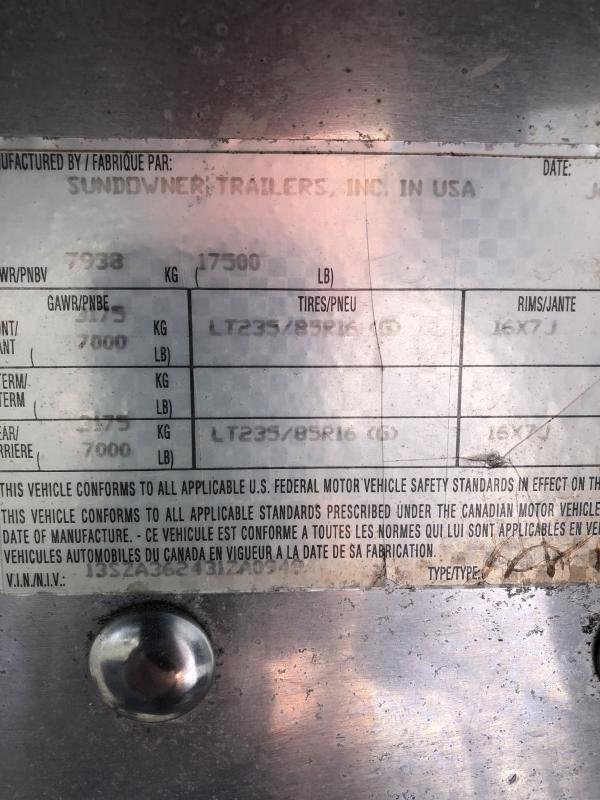 UFACTURED BY / FABRIQUE PAR: DATE:
SUNDOWNER TRAILERS, INC. IN USA
WR/PNBV 7938 KG ( 17500 LB)
GAWR/PNBE TIRES/PNEU RIMS/JANTE
3175
NT/ KG LT235/85R16 (G) 16X7J
ANT ( 7000 LB)
TERM/ KG
TERM ( LB)
3175
EAR/ KG LT235/85R16 (G) 16X7J
RRIERE ( 7000 LB)
THIS VEHICLE CONFORMS TO ALL APPLICABLE U.S. FEDERAL MOTOR VEHICLE SAFETY STANDARDS IN EFFECT ON TH
THIS VEHICLE CONFORMS TO ALL APPLICABLE STANDARDS PRESCRIBED UNDER THE CANADIAN MOTOR VEHICLE
DATE OF MANUFACTURE. - CE VEHICULE EST CONFORME A TOUTES LES NORMES QUI LUI SONT APPLICABLES EN VE
VEHICULES AUTOMOBILES DU CANADA EN VIGUEUR A LA DATE DE SA FABRICATION.
V.I.N./N.I.V.: TYPE/TYPE: